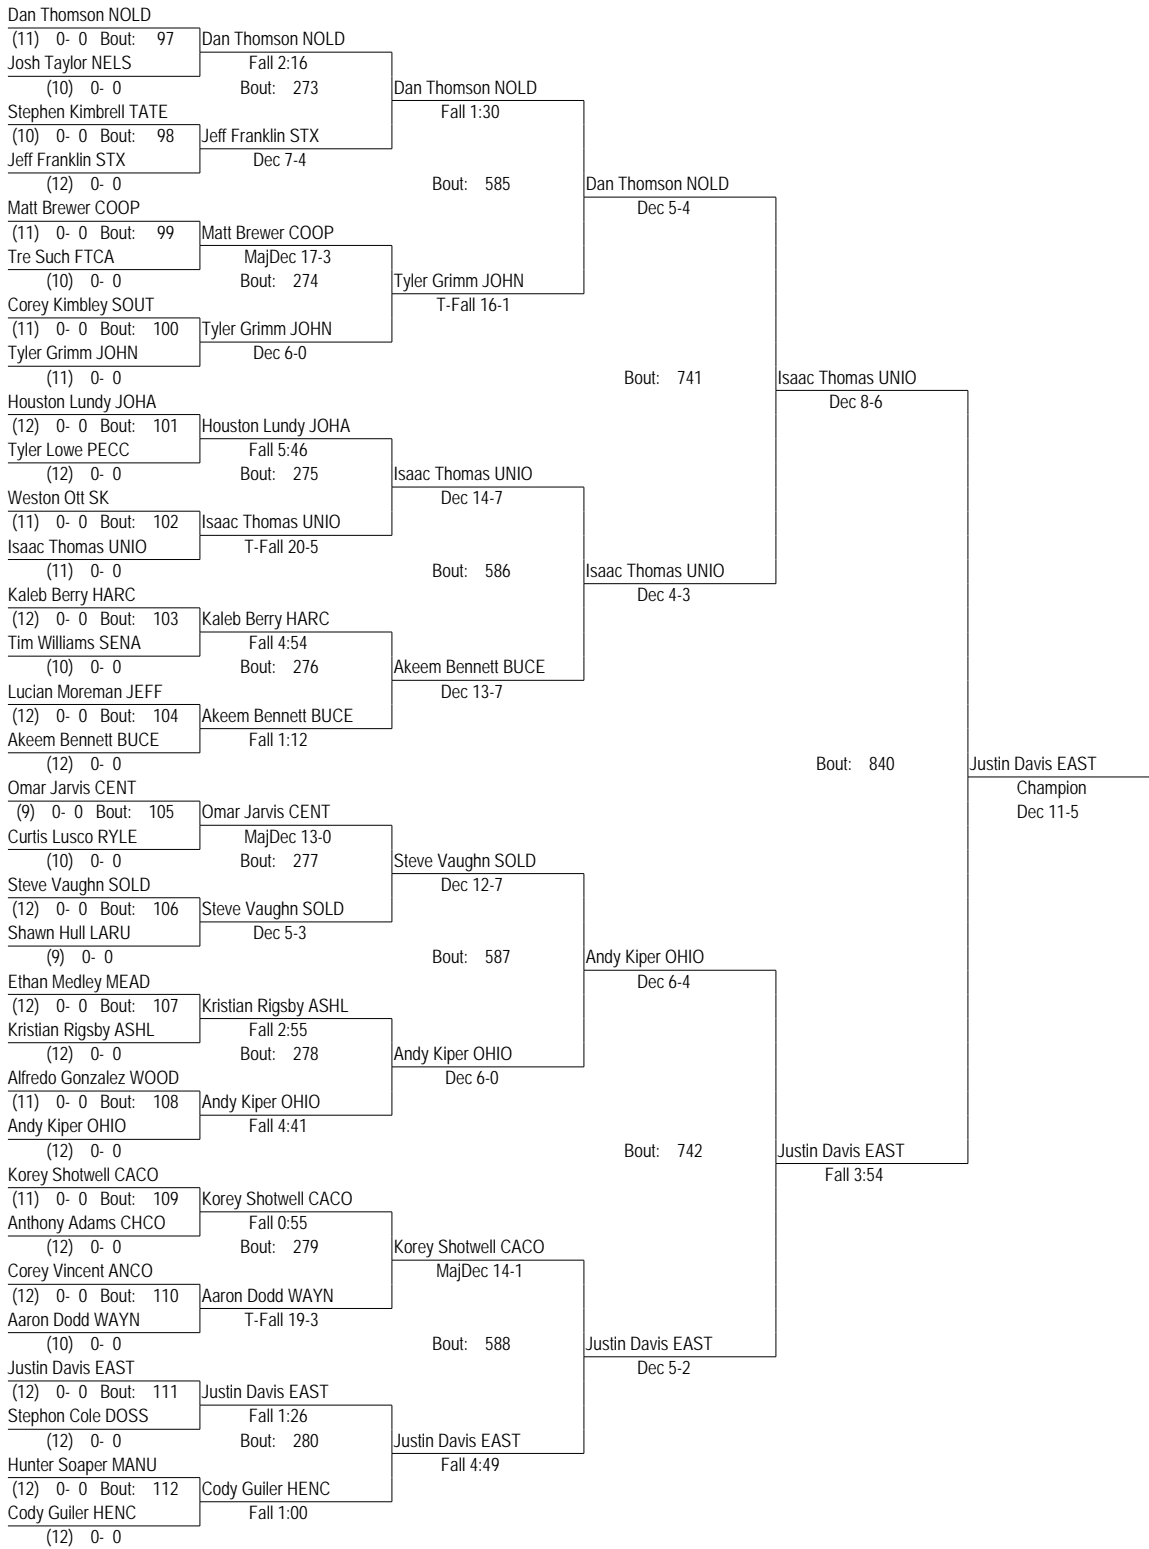 Dan Thomson NOLD
(11) 0- 0 Bout: 97 Dan Thomson NOLD
Josh Taylor NELS Fall 2:16
(10) 0- 0 Bout: 273 Dan Thomson NOLD
Stephen Kimbrell TATE Fall 1:30
(10) 0- 0 Bout: 98 Jeff Franklin STX
Jeff Franklin STX Dec 7-4
(12) 0- 0 Bout: 585 Dan Thomson NOLD
Matt Brewer COOP Dec 5-4
(11) 0- 0 Bout: 99 Matt Brewer COOP
Tre Such FTCA MajDec 17-3
(10) 0- 0 Bout: 274 Tyler Grimm JOHN
Corey Kimbley SOUT T-Fall 16-1
(11) 0- 0 Bout: 100 Tyler Grimm JOHN
Tyler Grimm JOHN Dec 6-0
(11) 0- 0 Bout: 741 Isaac Thomas UNIO
Houston Lundy JOHA Dec 8-6
(12) 0- 0 Bout: 101 Houston Lundy JOHA
Tyler Lowe PECC Fall 5:46
(12) 0- 0 Bout: 275 Isaac Thomas UNIO
Weston Ott SK Dec 14-7
(11) 0- 0 Bout: 102 Isaac Thomas UNIO
Isaac Thomas UNIO T-Fall 20-5
(11) 0- 0 Bout: 586 Isaac Thomas UNIO
Kaleb Berry HARC Dec 4-3
(12) 0- 0 Bout: 103 Kaleb Berry HARC
Tim Williams SENA Fall 4:54
(10) 0- 0 Bout: 276 Akeem Bennett BUCE
Lucian Moreman JEFF Dec 13-7
(12) 0- 0 Bout: 104 Akeem Bennett BUCE
Akeem Bennett BUCE Fall 1:12
(12) 0- 0 Bout: 840 Justin Davis EAST
Omar Jarvis CENT Champion
(9) 0- 0 Bout: 105 Omar Jarvis CENT Dec 11-5
Curtis Lusco RYLE MajDec 13-0
(10) 0- 0 Bout: 277 Steve Vaughn SOLD
Steve Vaughn SOLD Dec 12-7
(12) 0- 0 Bout: 106 Steve Vaughn SOLD
Shawn Hull LARU Dec 5-3
(9) 0- 0 Bout: 587 Andy Kiper OHIO
Ethan Medley MEAD Dec 6-4
(12) 0- 0 Bout: 107 Kristian Rigsby ASHL
Kristian Rigsby ASHL Fall 2:55
(12) 0- 0 Bout: 278 Andy Kiper OHIO
Alfredo Gonzalez WOOD Dec 6-0
(11) 0- 0 Bout: 108 Andy Kiper OHIO
Andy Kiper OHIO Fall 4:41
(12) 0- 0 Bout: 742 Justin Davis EAST
Korey Shotwell CACO Fall 3:54
(11) 0- 0 Bout: 109 Korey Shotwell CACO
Anthony Adams CHCO Fall 0:55
(12) 0- 0 Bout: 279 Korey Shotwell CACO
Corey Vincent ANCO MajDec 14-1
(12) 0- 0 Bout: 110 Aaron Dodd WAYN
Aaron Dodd WAYN T-Fall 19-3
(10) 0- 0 Bout: 588 Justin Davis EAST
Justin Davis EAST Dec 5-2
(12) 0- 0 Bout: 111 Justin Davis EAST
Stephon Cole DOSS Fall 1:26
(12) 0- 0 Bout: 280 Justin Davis EAST
Hunter Soaper MANU Fall 4:49
(12) 0- 0 Bout: 112 Cody Guiler HENC
Cody Guiler HENC Fall 1:00
(12) 0- 0